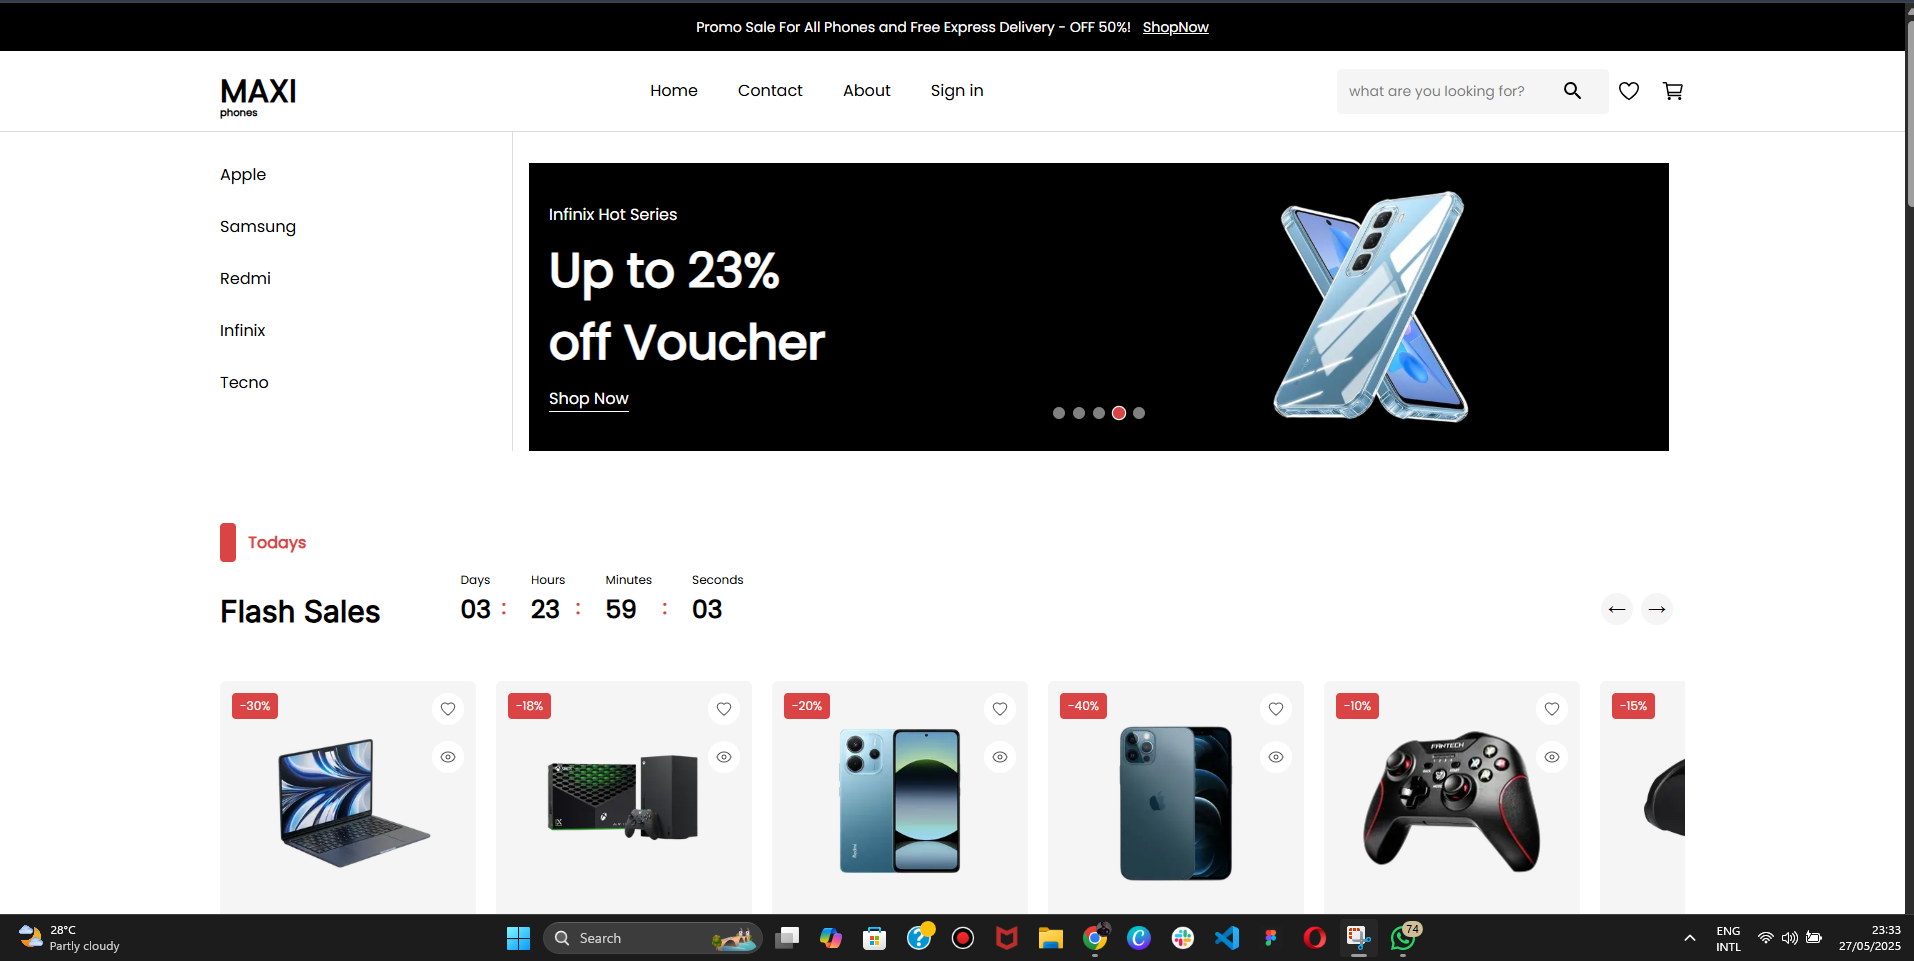 Promo Sale For All Phones and Free Express Delivery - OFF 50%! ShopNow
MAXI
phones
Home Contact About Sign in
what are you looking for?
Apple
Samsung
Redmi
Infinix
Tecno
Infinix Hot Series
Up to 23%
off Voucher
Shop Now
Todays
Flash Sales
Days Hours Minutes Seconds
03 : 23 : 59 : 03
-30%
-18%
-20%
-40%
-10%
-15%
FANTECH
Redmi
28°C
Partly cloudy
Search
74
ENG
INTL
23:33
27/05/2025